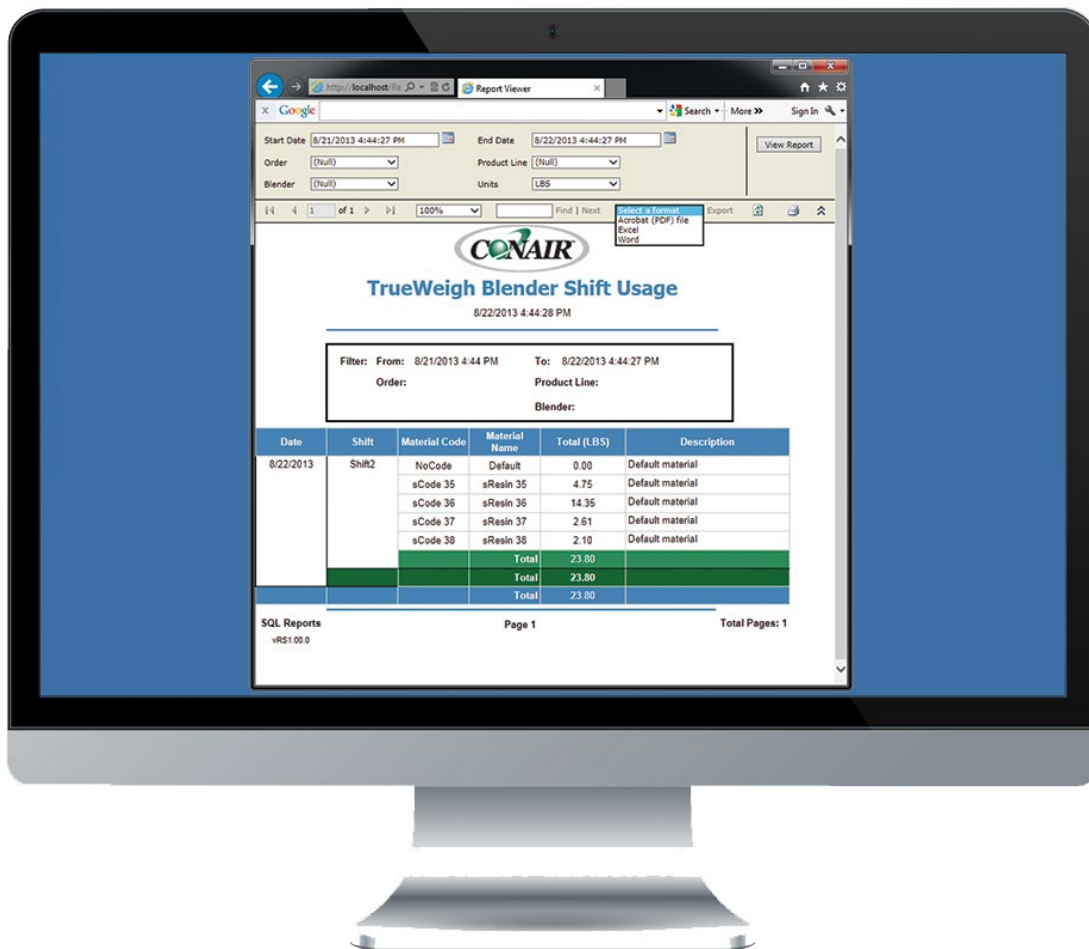 http://localhost/Re
Report Viewer
x Google Search More >> Sign In
Start Date 8/21/2013 4:44:27 PM End Date 8/22/2013 4:44:27 PM View Report
Order (Null) Product Line (Null)
Blender (Null) Units LBS
1 of 1 100% Find | Next Select a format Export
Acrobat (PDF) file
Excel
Word
CONAIR
TrueWeigh Blender Shift Usage
8/22/2013 4:44:28 PM
Filter: From: 8/21/2013 4:44 PM To: 8/22/2013 4:44:27 PM
Order: Product Line:
Blender:
Date Shift Material Code Material Name Total (LBS) Description
8/22/2013 Shift2 NoCode Default 0.00 Default material
sCode 35 sResin 35 4.75 Default material
sCode 36 sResin 36 14.35 Default material
sCode 37 sResin 37 2.61 Default material
sCode 38 sResin 38 2.10 Default material
Total 23.80
Total 23.80
Total 23.80
SQL Reports Page 1 Total Pages: 1
vRS1.00.0